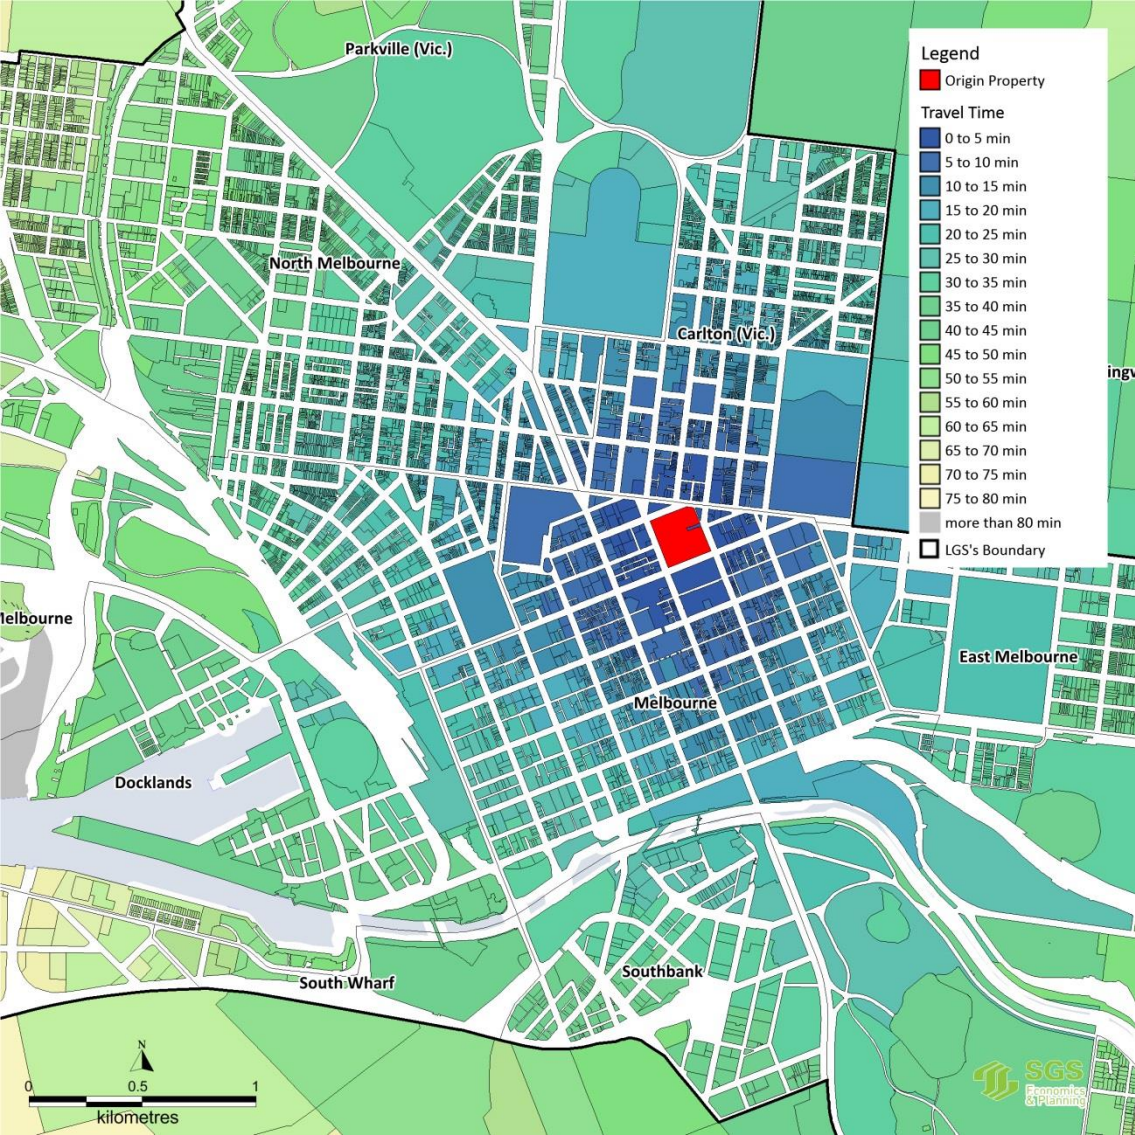 Parkville (Vic.)
Legend
Origin Property
Travel Time
0 to 5 min
5 to 10 min
10 to 15 min
15 to 20 min
20 to 25 min
25 to 30 min
30 to 35 min
35 to 40 min
40 to 45 min
45 to 50 min
50 to 55 min
55 to 60 min
60 to 65 min
65 to 70 min
70 to 75 min
75 to 80 min
more than 80 min
LGS's Boundary
North Melbourne
Carlton (Vic.)
ingv
Melbourne
East Melbourne
Melbourne
Docklands
Southbank
South Wharf
N
0 0.5 1
kilometres
SGS
Economics
& Planning